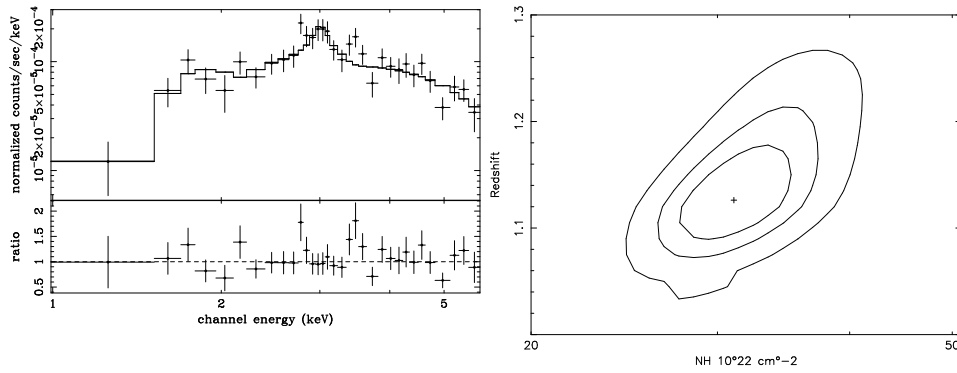 normalized counts/sec/keV
10⁻⁵ 2×10⁻⁵ 5×10⁻⁵ 10⁻⁴ 2×10⁻⁴
ratio
0.5 1 1.5 2
1 2 5
channel energy (keV)
Redshift
1.1 1.2 1.3
20 50
NH 10°22 cm°-2